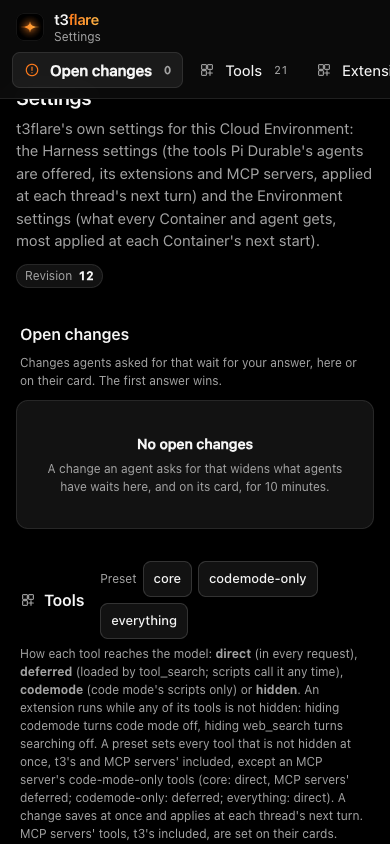 t3flare
Settings
Open changes 0
Tools 21
Extensi
Settings
t3flare's own settings for this Cloud Environment:
the Harness settings (the tools Pi Durable's agents
are offered, its extensions and MCP servers, applied
at each thread's next turn) and the Environment
settings (what every Container and agent gets,
most applied at each Container's next start).
Revision 12
Open changes
Changes agents asked for that wait for your answer, here or
on their card. The first answer wins.
No open changes
A change an agent asks for that widens what agents
have waits here, and on its card, for 10 minutes.
Tools
Preset core codemode-only
everything
How each tool reaches the model: direct (in every request),
deferred (loaded by tool_search; scripts call it any time),
codemode (code mode's scripts only) or hidden. An
extension runs while any of its tools is not hidden: hiding
codemode turns code mode off, hiding web_search turns
searching off. A preset sets every tool that is not hidden at
once, t3's and MCP servers' included, except an MCP
server's code-mode-only tools (core: direct, MCP servers'
deferred; codemode-only: deferred; everything: direct). A
change saves at once and applies at each thread's next turn.
MCP servers' tools, t3's included, are set on their cards.